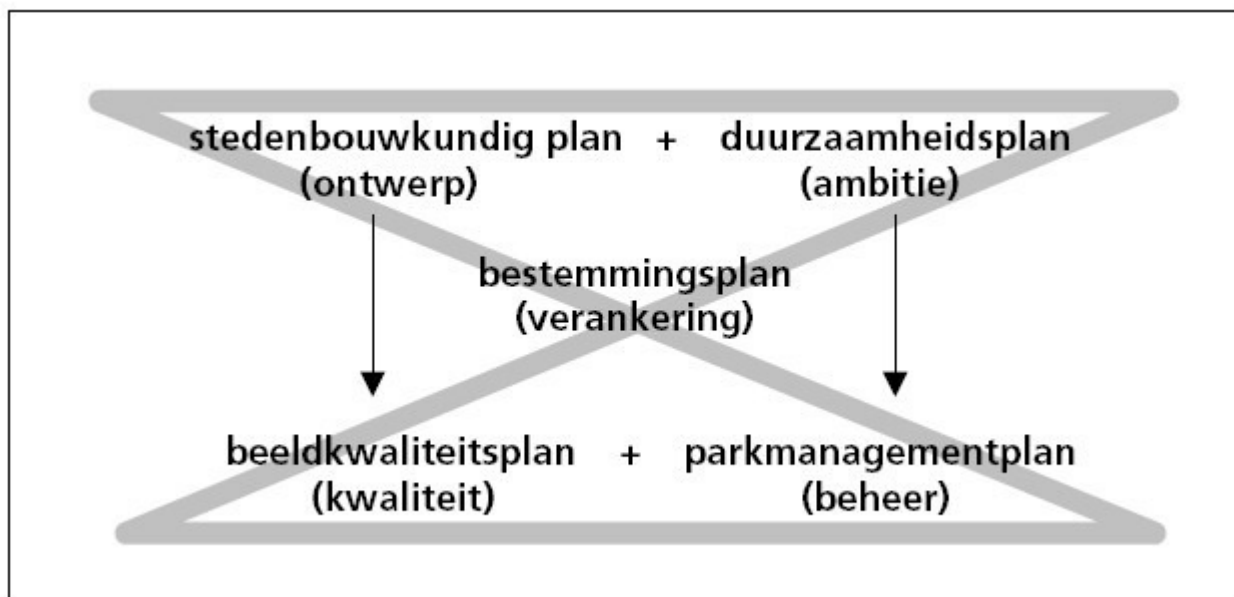 stedenbouwkundig plan + duurzaamheidsplan
(ontwerp) (ambitie)
bestemmingsplan
(verankering)
beeldkwaliteitsplan + parkmanagementplan
(kwaliteit) (beheer)